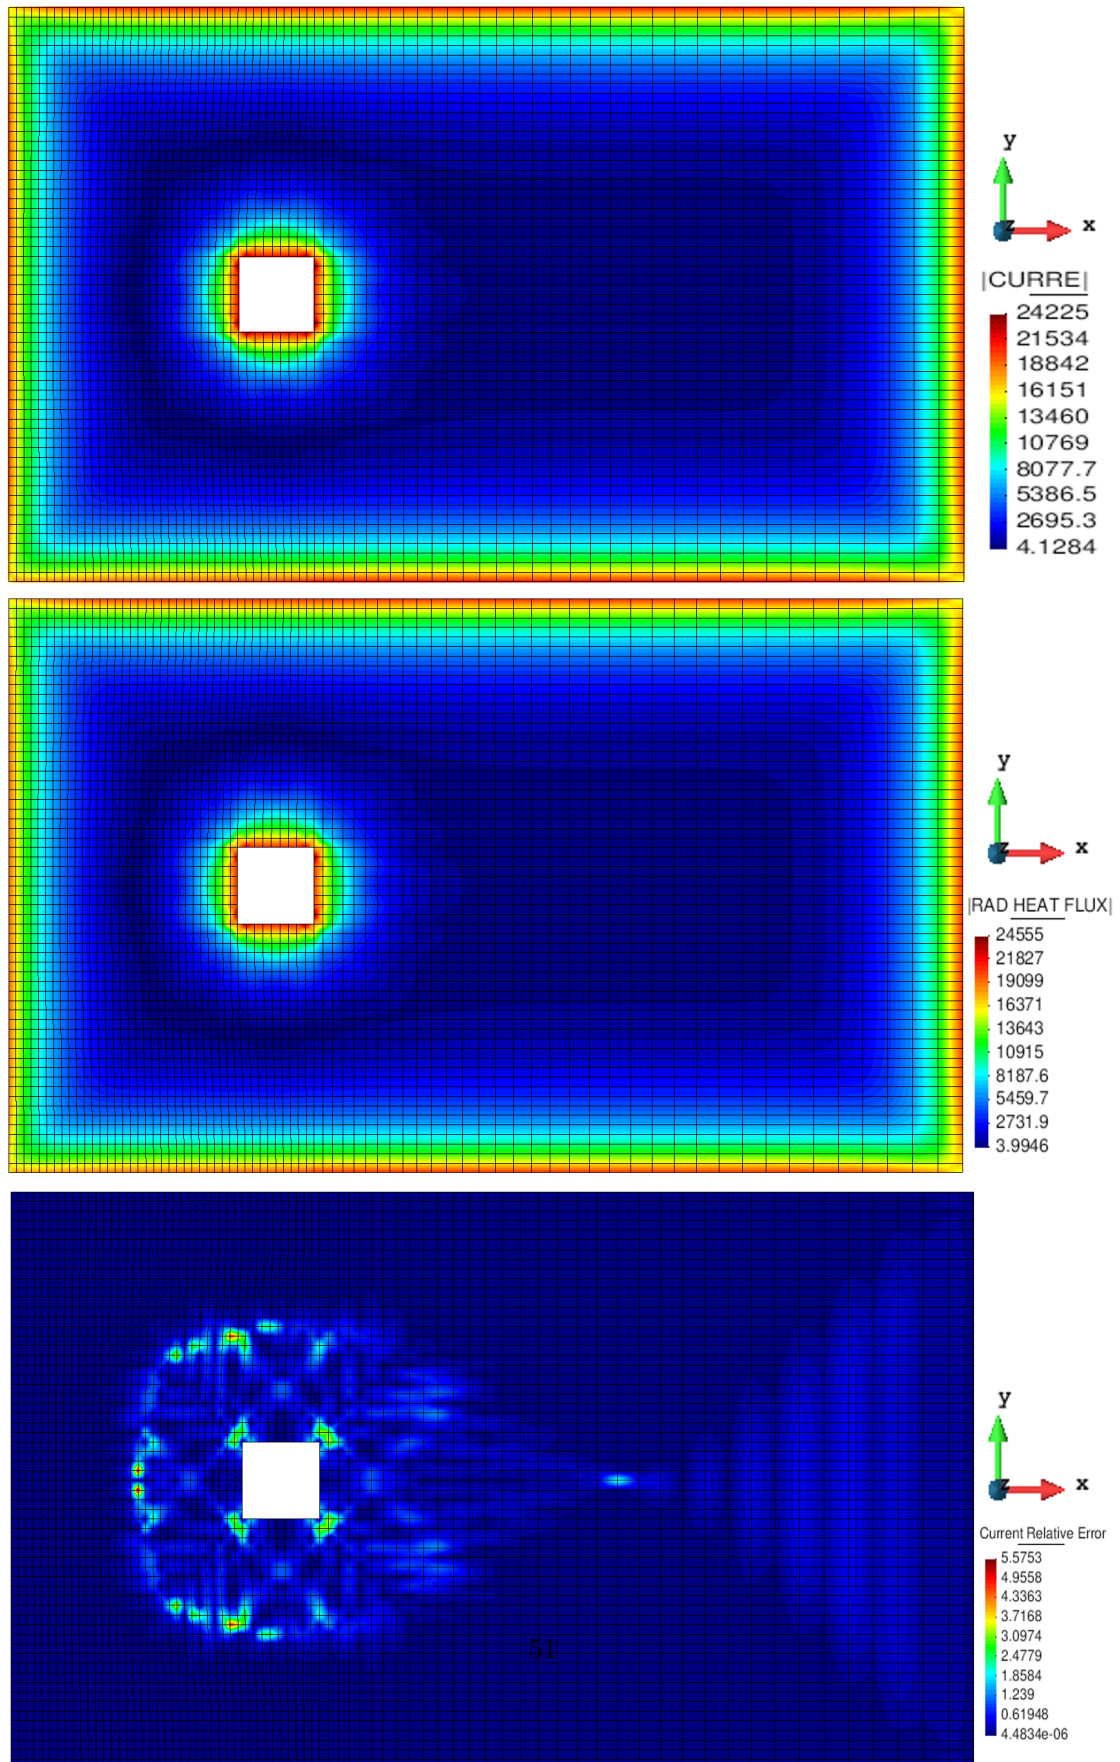 y
z
x
|CURRE|
24225
21534
18842
16151
13460
10769
8077.7
5386.5
2695.3
4.1284
y
z
x
|RAD HEAT FLUX|
24555
21827
19099
16371
13643
10915
8187.6
5459.7
2731.9
3.9946
y
z
x
Current Relative Error
5.5753
4.9558
4.3363
3.7168
3.0974
2.4779
1.8584
1.239
0.61948
4.4834e-06
51